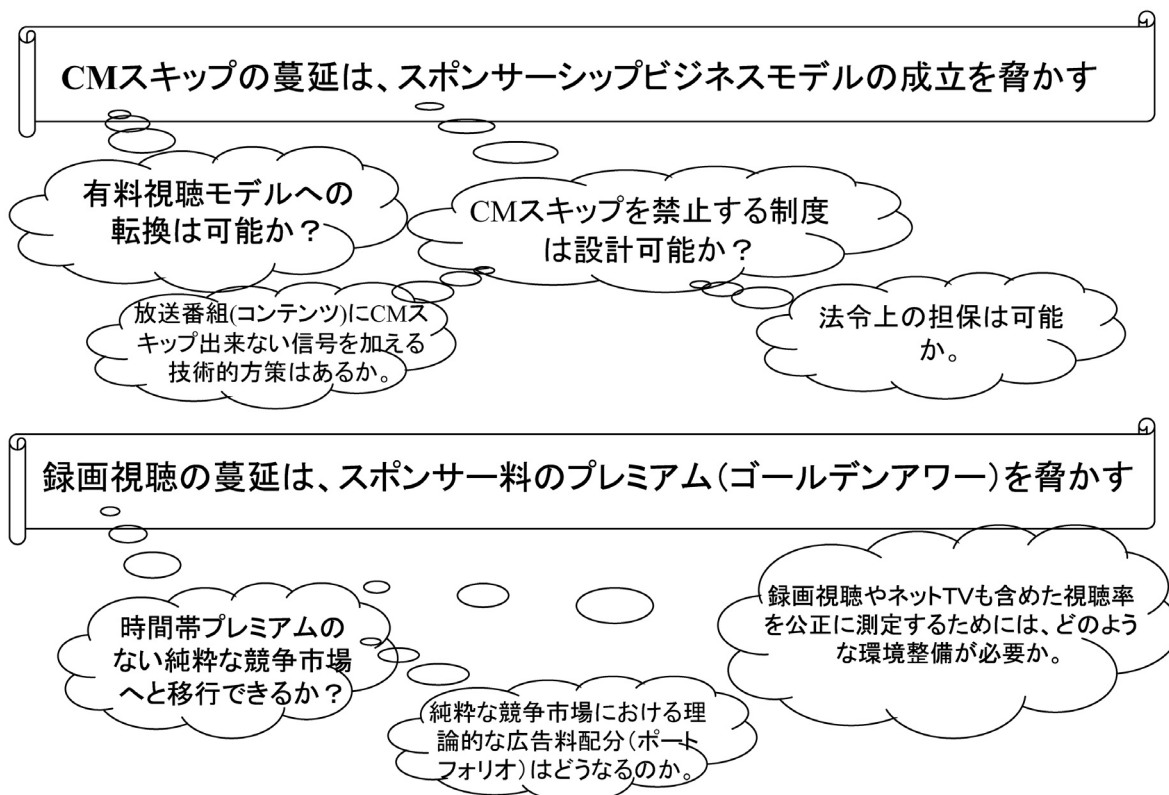 CMスキップの蔓延は、スポンサーシップビジネスモデルの成立を脅かす
有料視聴モデルへの
転換は可能か？
CMスキップを禁止する制度
は設計可能か？
放送番組(コンテンツ)にCMス
キップ出来ない信号を加える
技術的方策はあるか。
法令上の担保は可能
か。
録画視聴の蔓延は、スポンサー料のプレミアム（ゴールデンアワー）を脅かす
時間帯プレミアムの
ない純粋な競争市場
へと移行できるか？
純粋な競争市場における理
論的な広告料配分（ポート
フォリオ）はどうなるのか。
録画視聴やネットTVも含めた視聴率
を公正に測定するためには、どのよう
な環境整備が必要か。